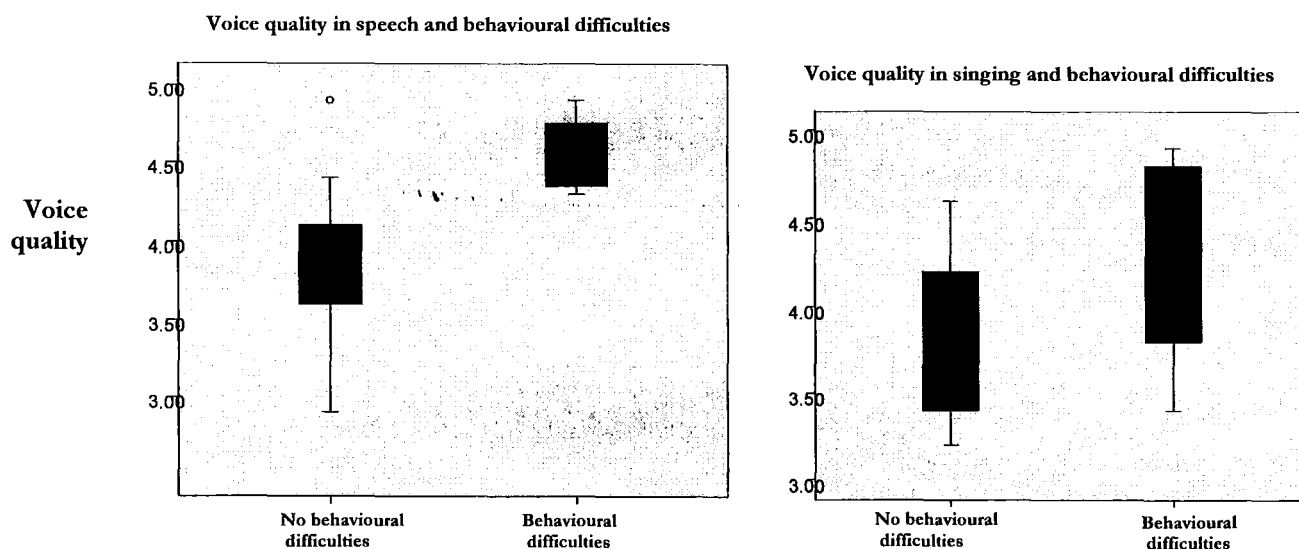 Voice quality in speech and behavioural difficulties
5.00
4.50
4.00
3.50
3.00
Voice
quality
No behavioural
difficulties
Behavioural
difficulties
Voice quality in singing and behavioural difficulties
5.00
4.50
4.00
3.50
3.00
No behavioural
difficulties
Behavioural
difficulties